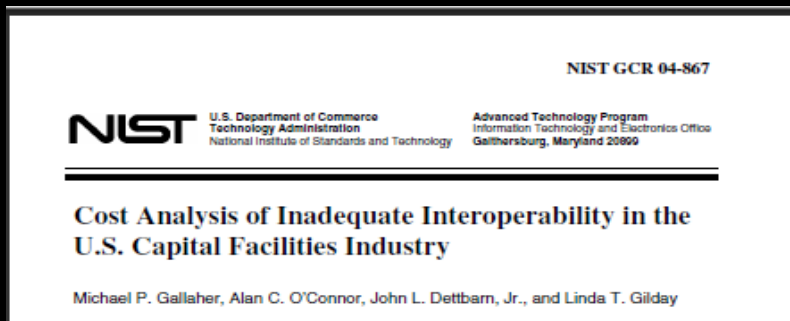 NIST GCR 04-867
NIST
U.S. Department of Commerce
Technology Administration
National Institute of Standards and Technology
Advanced Technology Program
Information Technology and Electronics Office
Gaithersburg, Maryland 20899
Cost Analysis of Inadequate Interoperability in the
U.S. Capital Facilities Industry
Michael P. Gallaher, Alan C. O'Connor, John L. Dettbarn, Jr., and Linda T. Gilday